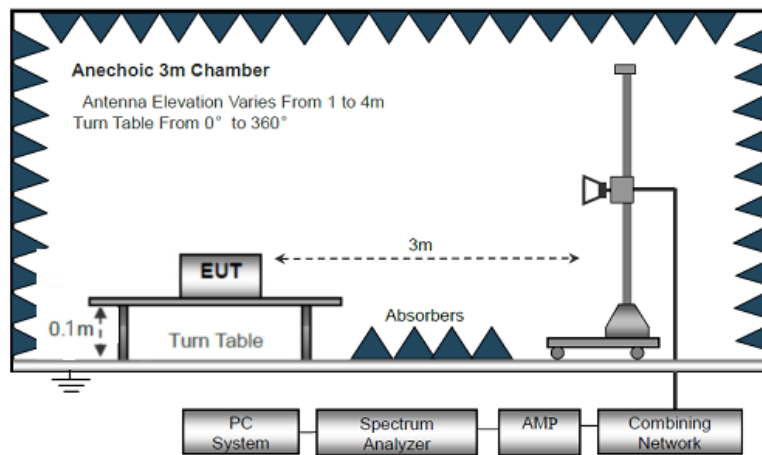 Anechoic 3m Chamber
Antenna Elevation Varies From 1 to 4m
Turn Table From 0° to 360°
3m
EUT
Absorbers
0.1m
Turn Table
PC
System
Spectrum
Analyzer
AMP
Combining
Network